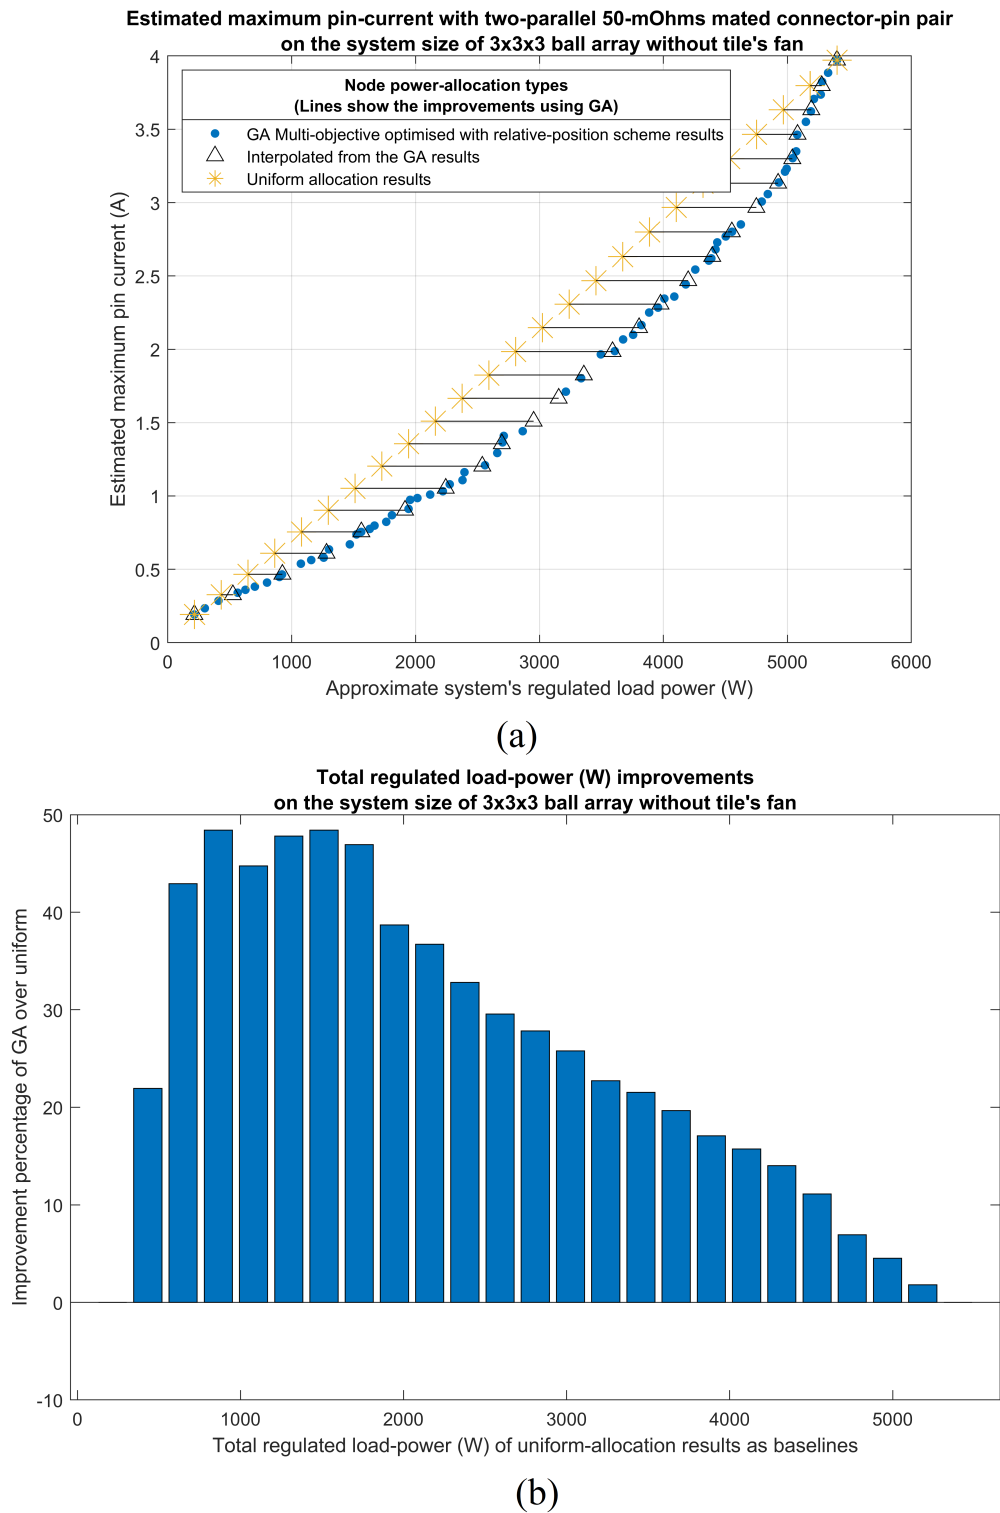 Estimated maximum pin-current with two-parallel 50-mOhms mated connector-pin pair
on the system size of 3x3x3 ball array without tile's fan
Node power-allocation types
(Lines show the improvements using GA)
GA Multi-objective optimised with relative-position scheme results
Interpolated from the GA results
Uniform allocation results
Estimated maximum pin current (A)
4
3.5
3
2.5
2
1.5
1
0.5
0
0 1000 2000 3000 4000 5000 6000
Approximate system's regulated load power (W)
(a)
Total regulated load-power (W) improvements
on the system size of 3x3x3 ball array without tile's fan
Improvement percentage of GA over uniform
50
40
30
20
10
0
-10
0 1000 2000 3000 4000 5000
Total regulated load-power (W) of uniform-allocation results as baselines
(b)